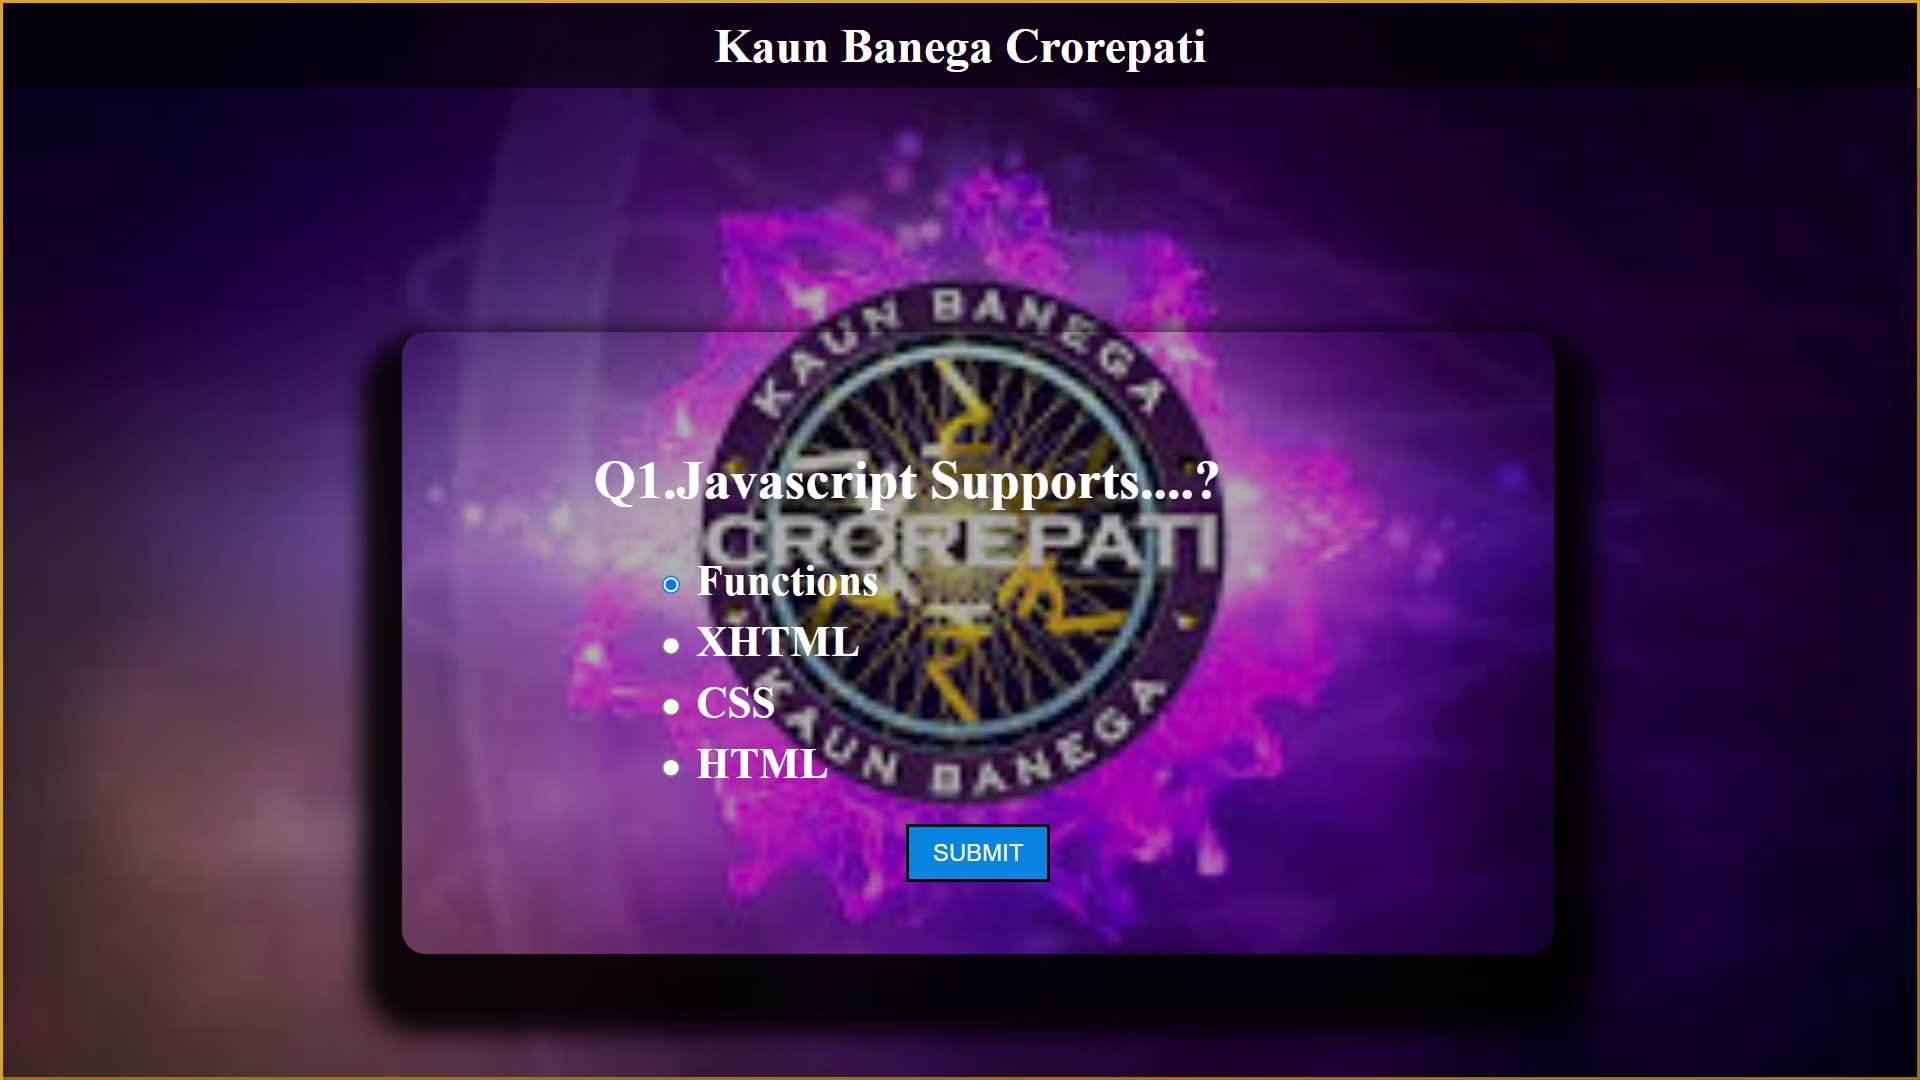 Kaun Banega Crorepati
KAUN BANEGA
Q1.Javascript Supports....?
CROREPATI
Functions
XHTML
CSS
HTML
KAUN BANEGA
SUBMIT